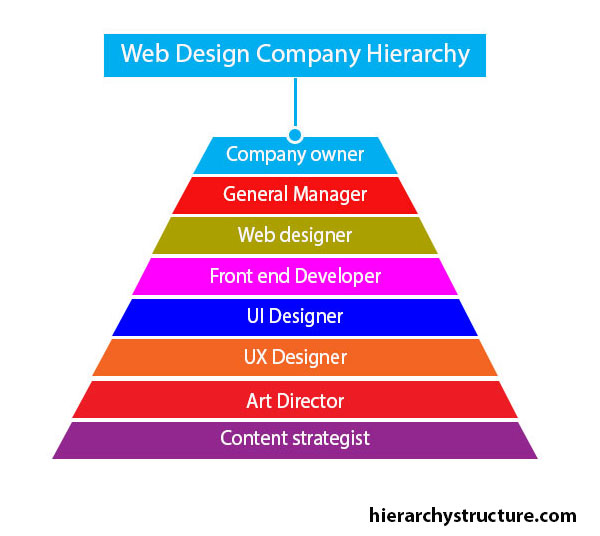 Web Design Company Hierarchy
Company owner
General Manager
Web designer
Front end Developer
UI Designer
UX Designer
Art Director
Content strategist
hierarchystructure.com